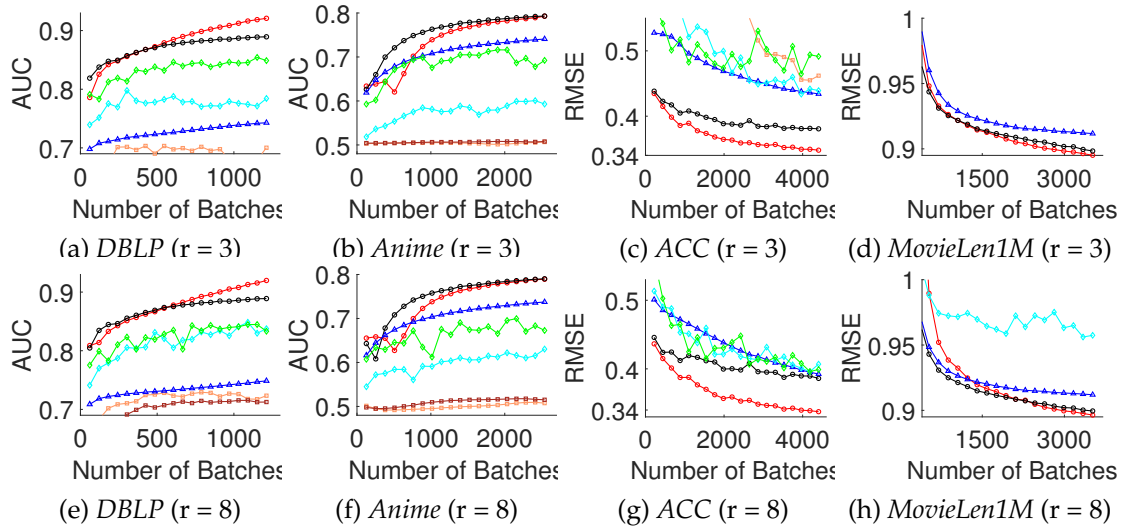 AUC
0.9
0.8
0.7
0
500
1000
Number of Batches
(a) DBLP (r = 3)
AUC
0.8
0.7
0.6
0.5
0
1000
2000
Number of Batches
(b) Anime (r = 3)
RMSE
0.5
0.4
0.34
0
2000
4000
Number of Batches
(c) ACC (r = 3)
RMSE
1
0.95
0.9
1500
3000
Number of Batches
(d) MovieLen1M (r = 3)
AUC
0.9
0.8
0.7
0
500
1000
Number of Batches
(e) DBLP (r = 8)
AUC
0.8
0.7
0.6
0.5
0
1000
2000
Number of Batches
(f) Anime (r = 8)
RMSE
0.5
0.4
0.34
0
2000
4000
Number of Batches
(g) ACC (r = 8)
RMSE
1
0.95
0.9
1500
3000
Number of Batches
(h) MovieLen1M (r = 8)